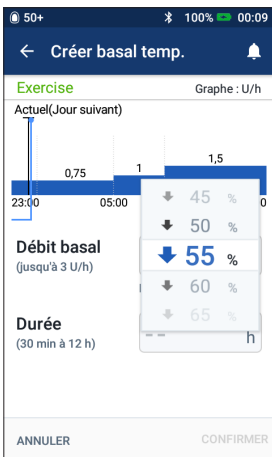 50+ 100% 00:09
Créer basal temp.
Exercise Graphe : U/h
Actuel(Jour suivant)
0,75 1 1,5
23:00 05:00 0
45 %
50 %
Débit basal 55 %
(jusqu'à 3 U/h)
60 %
65 %
Durée
(30 min à 12 h) -- h
ANNULER CONFIRMER